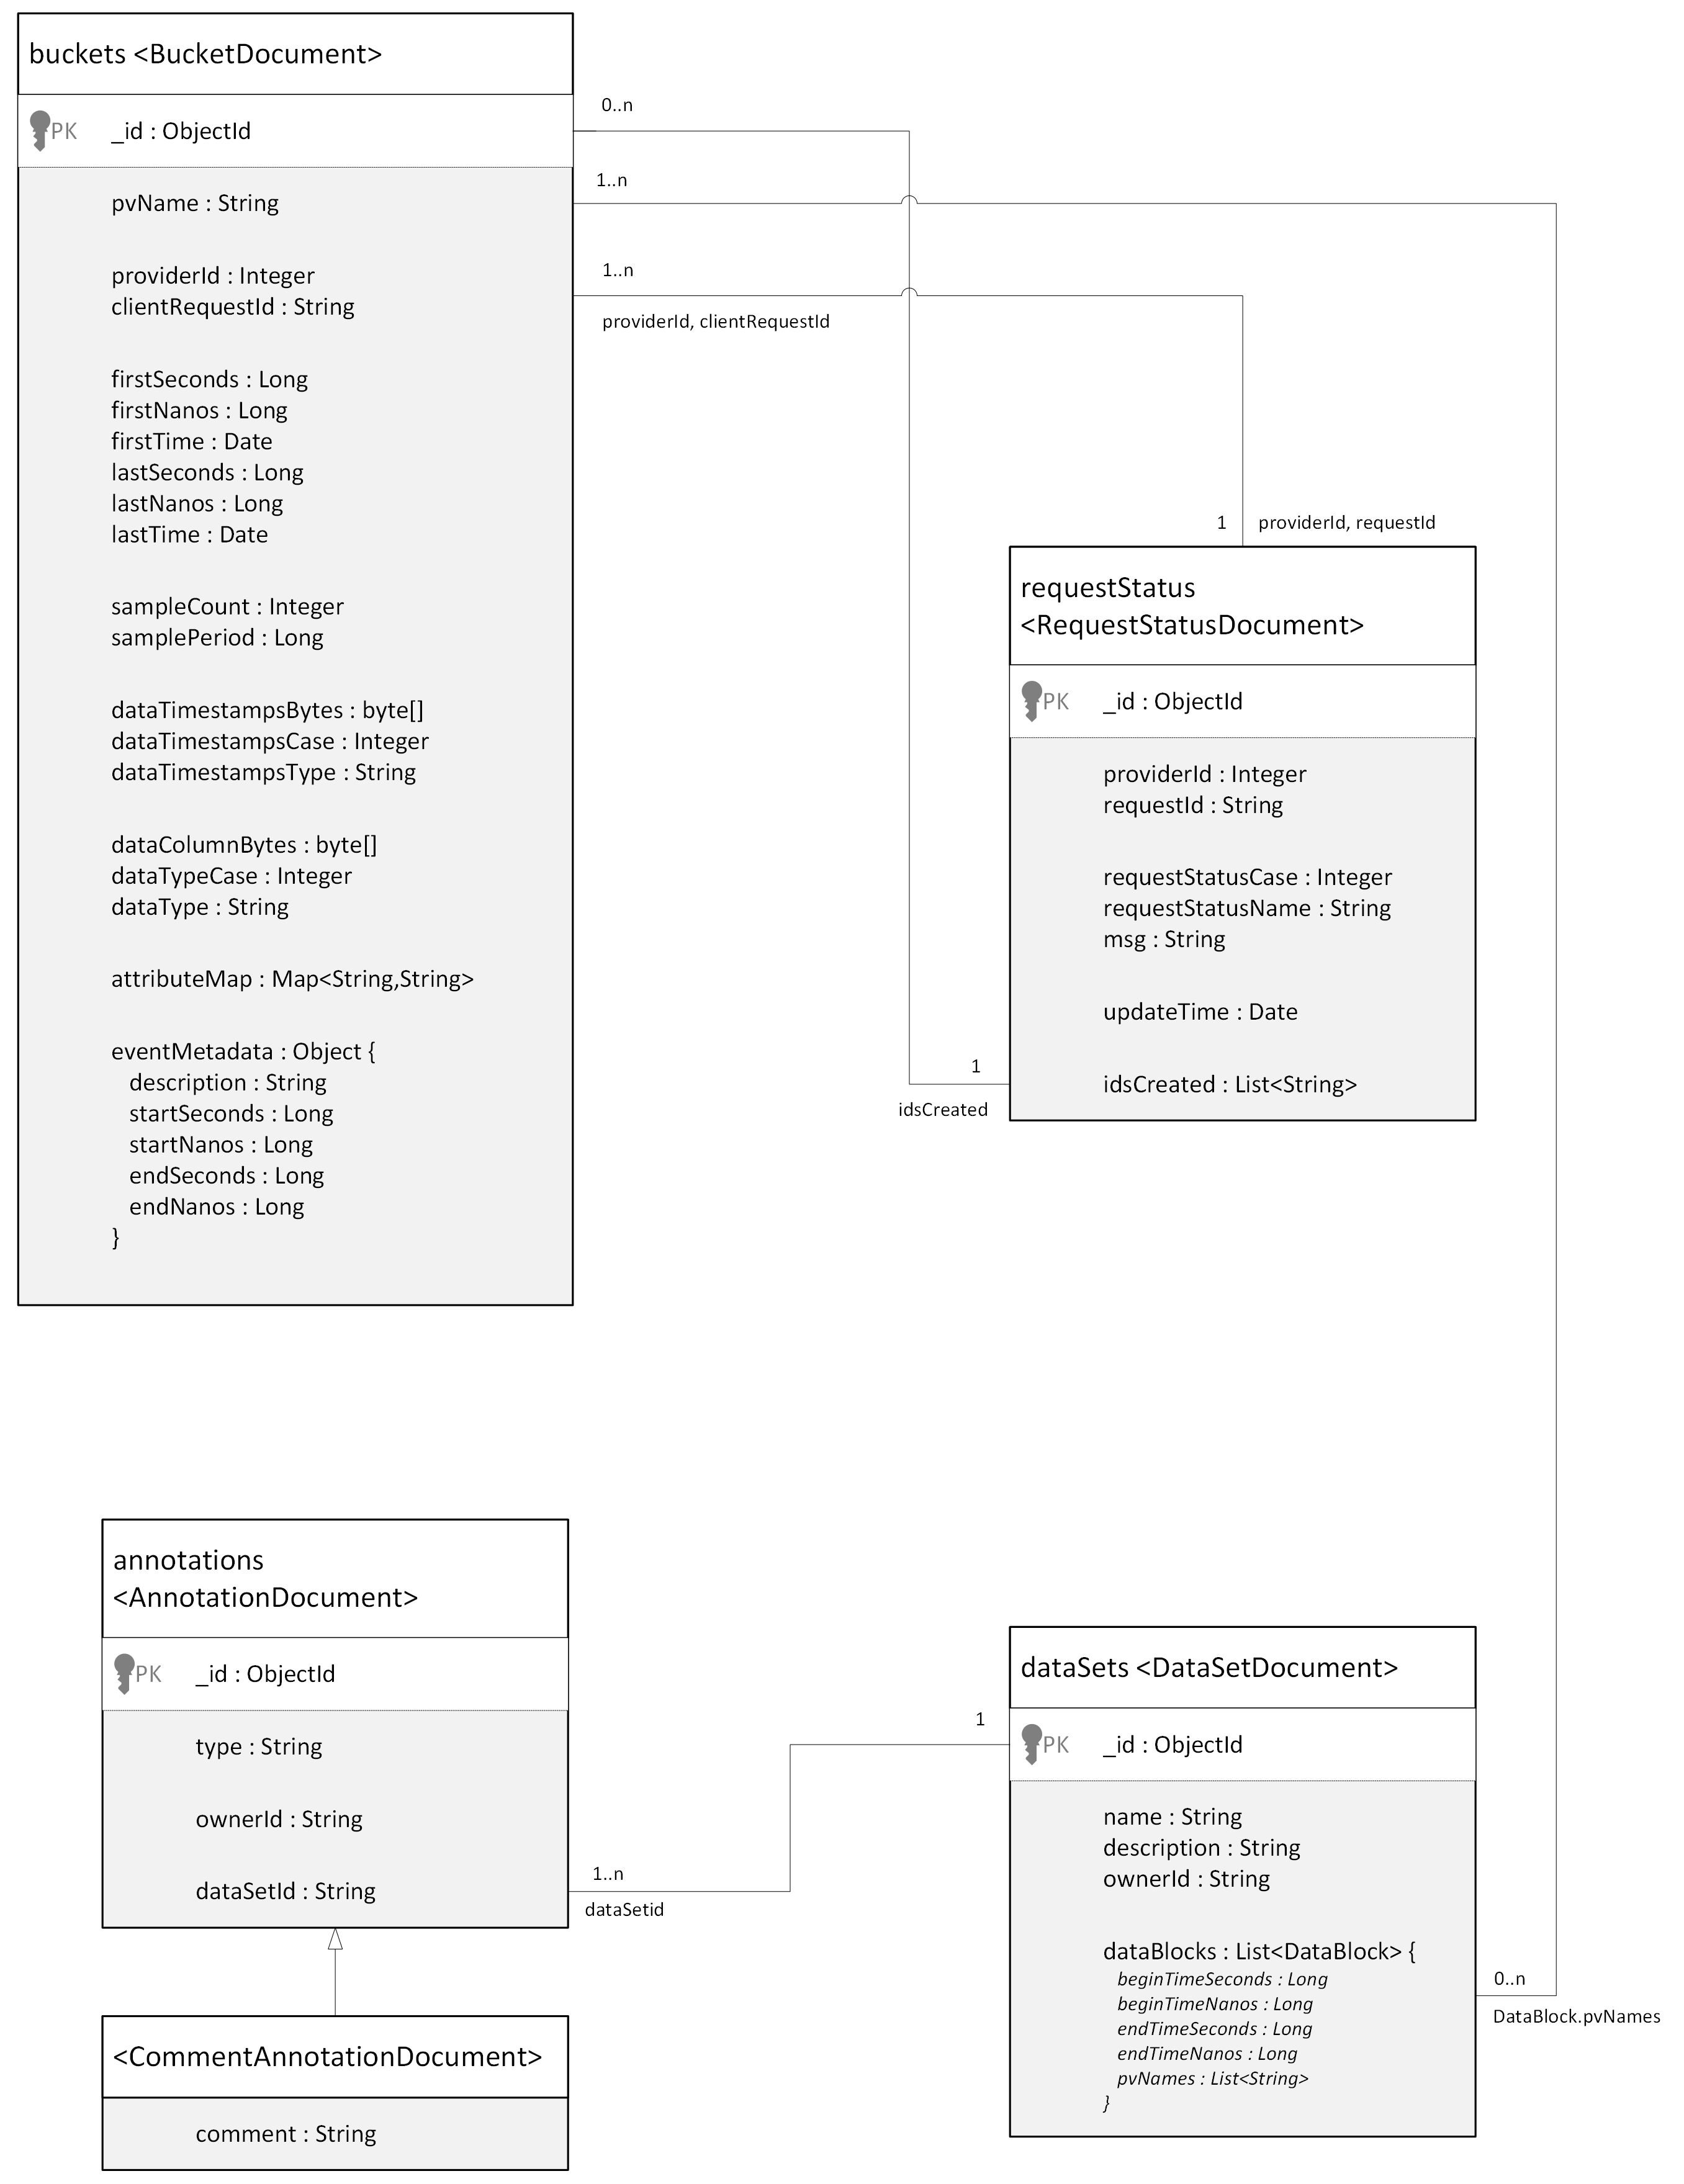 buckets <BucketDocument>
PK _id : ObjectId
pvName : String
providerId : Integer
clientRequestId : String
firstSeconds : Long
firstNanos : Long
firstTime : Date
lastSeconds : Long
lastNanos : Long
lastTime : Date
sampleCount : Integer
samplePeriod : Long
dataTimestampsBytes : byte[]
dataTimestampsCase : Integer
dataTimestampsType : String
dataColumnBytes : byte[]
dataTypeCase : Integer
dataType : String
attributeMap : Map<String,String>
eventMetadata : Object {
description : String
startSeconds : Long
startNanos : Long
endSeconds : Long
endNanos : Long
}
0..n
1..n
1..n
providerId, clientRequestId
1 providerId, requestId
requestStatus
<RequestStatusDocument>
PK _id : ObjectId
providerId : Integer
requestId : String
requestStatusCase : Integer
requestStatusName : String
msg : String
updateTime : Date
idsCreated : List<String>
1
idsCreated
annotations
<AnnotationDocument>
PK _id : ObjectId
type : String
ownerId : String
dataSetId : String
1..n
dataSetid
<CommentAnnotationDocument>
comment : String
1
dataSets <DataSetDocument>
PK _id : ObjectId
name : String
description : String
ownerId : String
dataBlocks : List<DataBlock> {
beginTimeSeconds : Long
beginTimeNanos : Long
endTimeSeconds : Long
endTimeNanos : Long
pvNames : List<String>
}
0..n
DataBlock.pvNames